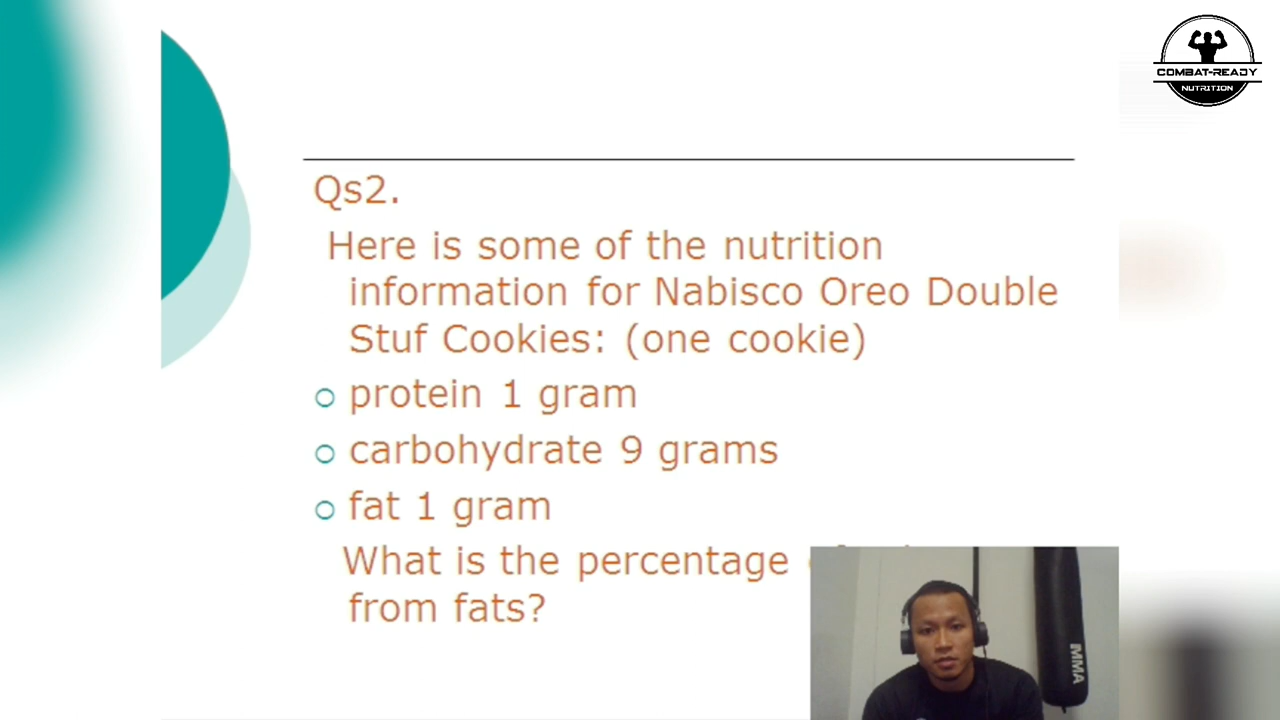 COMBAT-READY
NUTRITION
Qs2.
Here is some of the nutrition
information for Nabisco Oreo Double
Stuf Cookies: (one cookie)
protein 1 gram
carbohydrate 9 grams
fat 1 gram
What is the percentage
from fats?
MMA